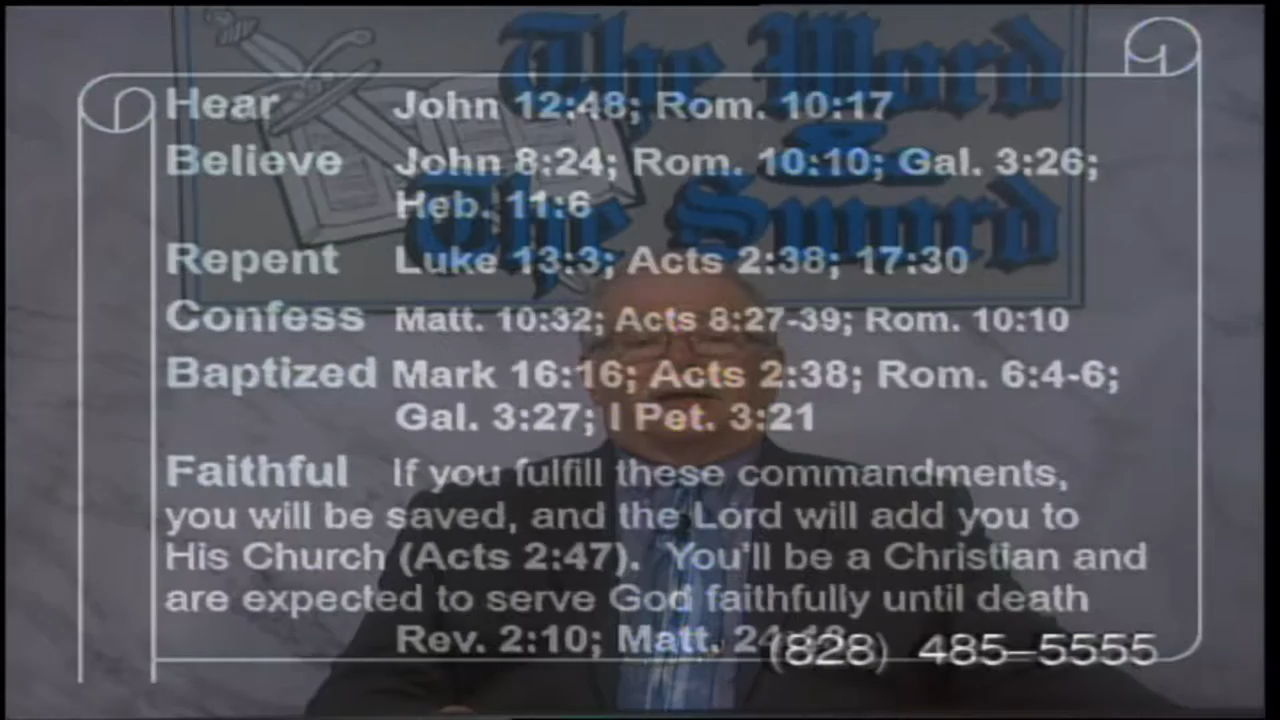 The Word
&
The Sword
Hear John 12:48; Rom. 10:17
Believe John 8:24; Rom. 10:10; Gal. 3:26;
Heb. 11:6
Repent Luke 13:3; Acts 2:38; 17:30
Confess Matt. 10:32; Acts 8:27-39; Rom. 10:10
Baptized Mark 16:16; Acts 2:38; Rom. 6:4-6;
Gal. 3:27; I Pet. 3:21
Faithful If you fulfill these commandments,
you will be saved, and the Lord will add you to
His Church (Acts 2:47). You'll be a Christian and
are expected to serve God faithfully until death
Rev. 2:10; Matt.
(828) 485–5555